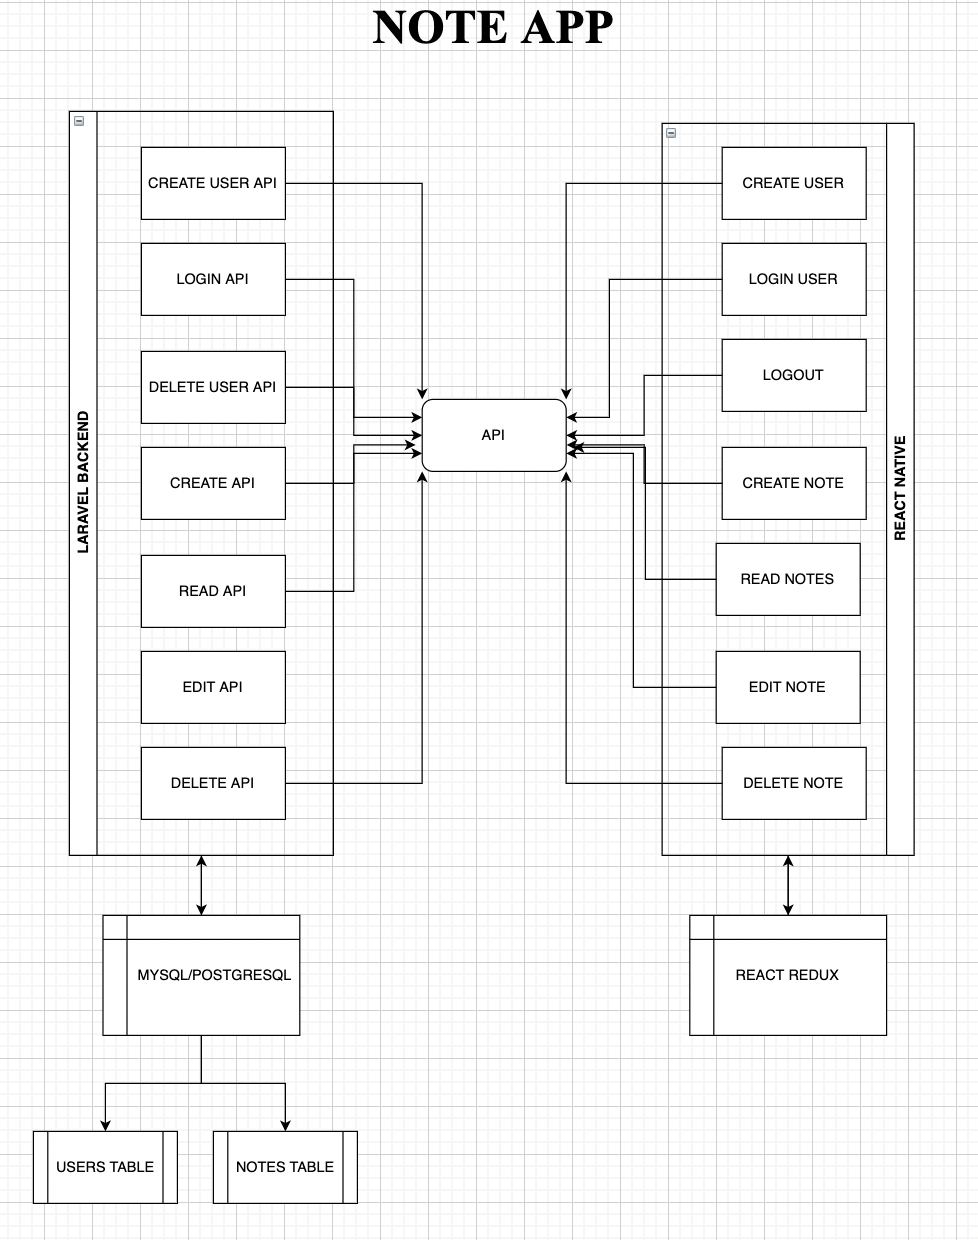 NOTE APP
LARAVEL BACKEND
CREATE USER API
LOGIN API
DELETE USER API
CREATE API
READ API
EDIT API
DELETE API
API
CREATE USER
LOGIN USER
LOGOUT
CREATE NOTE
READ NOTES
EDIT NOTE
DELETE NOTE
REACT NATIVE
MYSQL/POSTGRESQL
REACT REDUX
USERS TABLE
NOTES TABLE